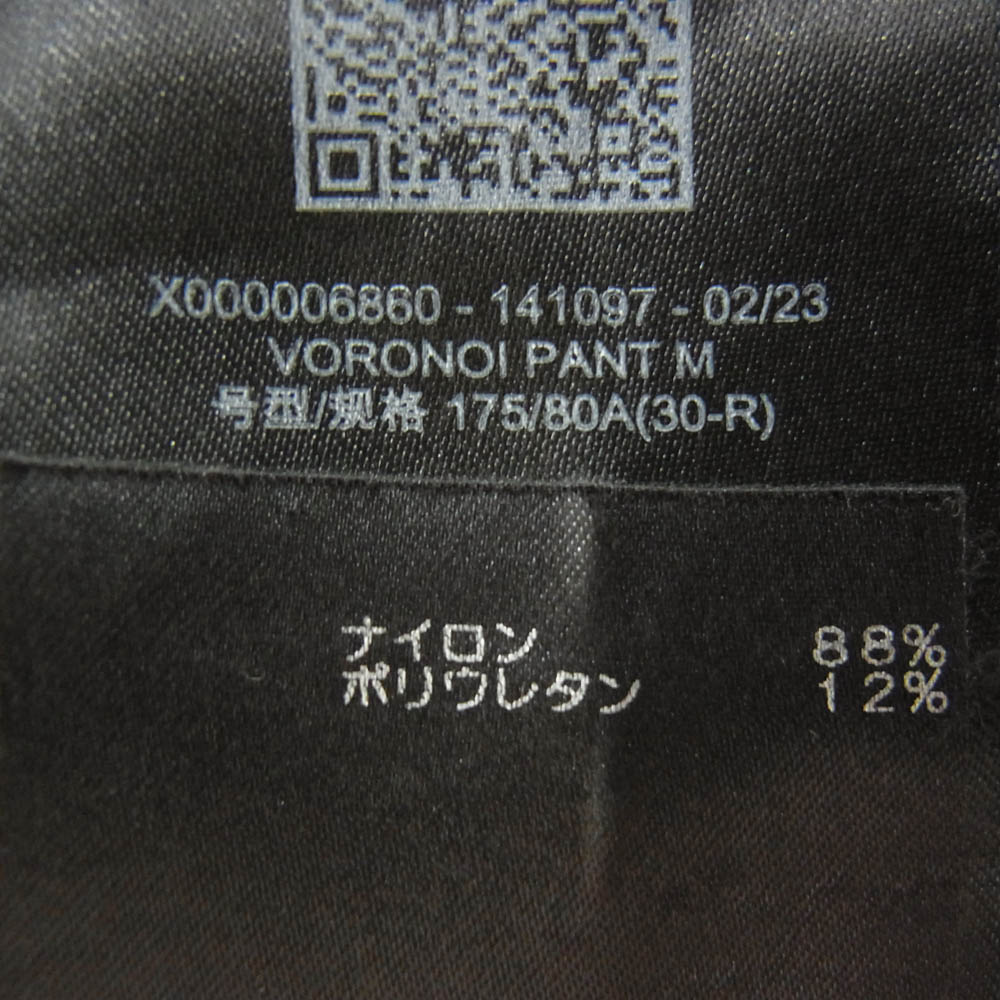 X000006860 - 141097 - 02/23
VORONOI PANT M
号型/规格 175/80A(30-R)
ナイロン 88%
ポリウレタン 12%